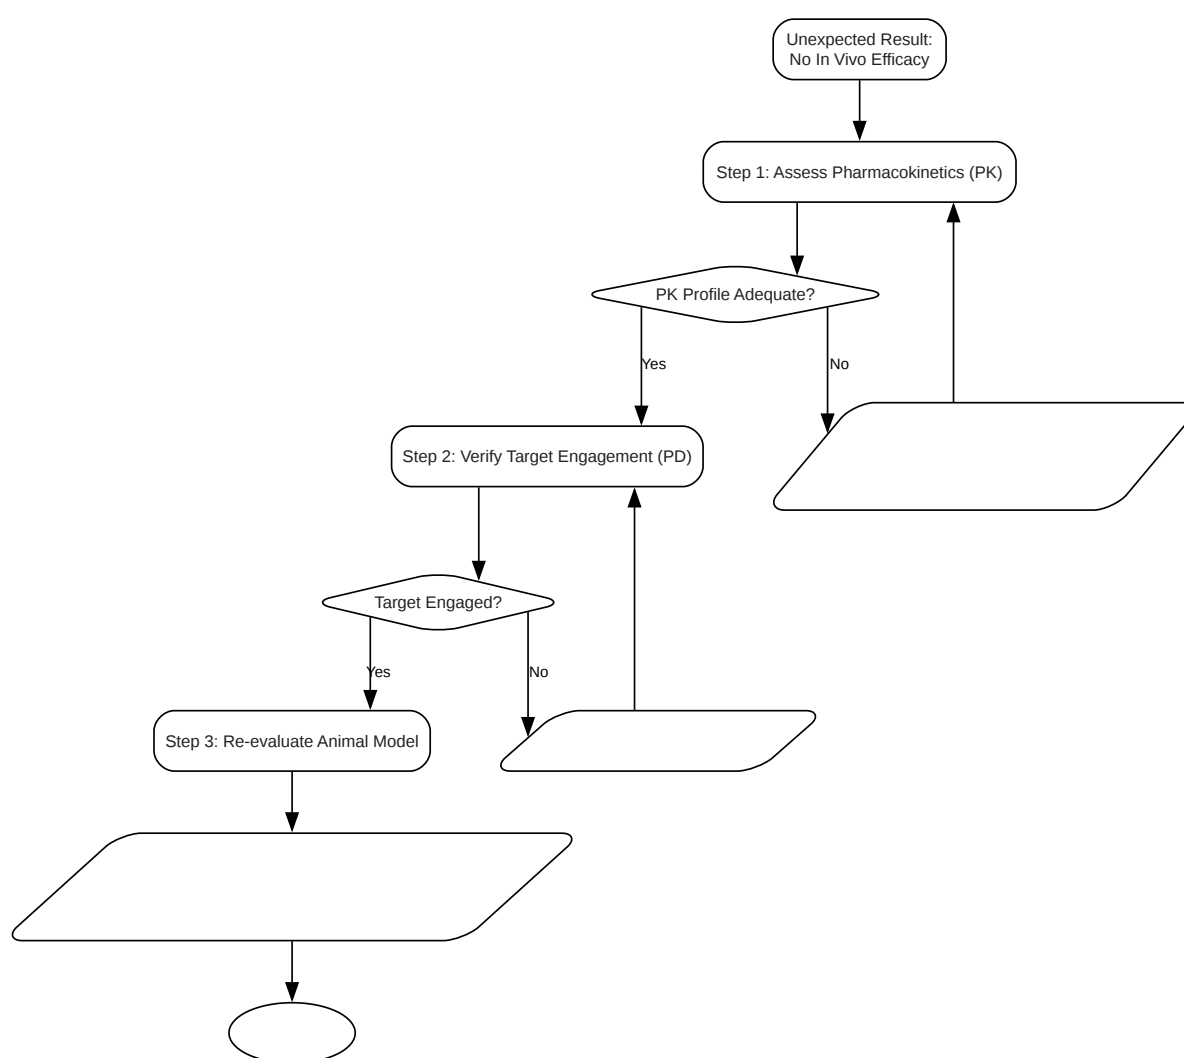 Unexpected Result:
No In Vivo Efficacy
Step 1: Assess Pharmacokinetics (PK)
PK Profile Adequate?
Yes
No
Step 2: Verify Target Engagement (PD)
Target Engaged?
Yes
No
Step 3: Re-evaluate Animal Model